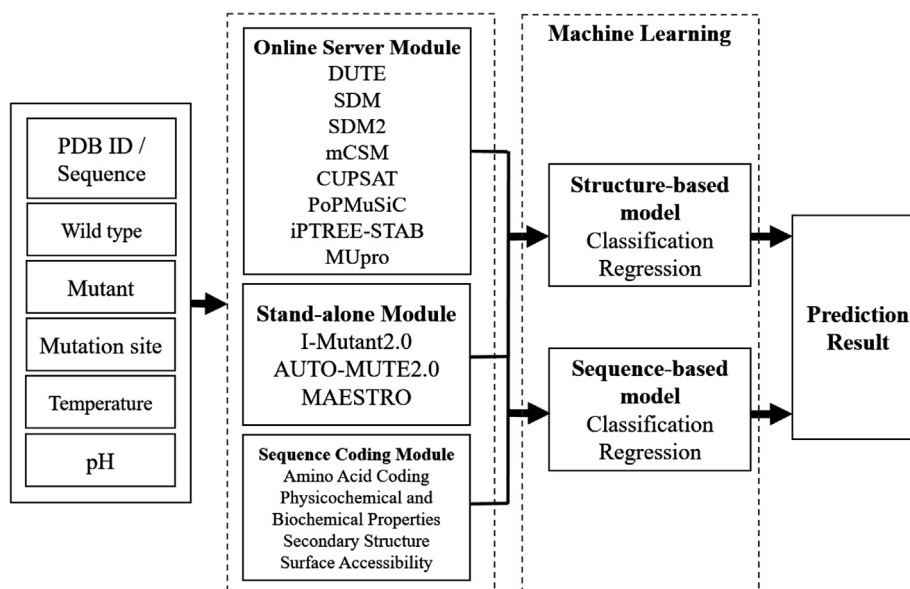 PDB ID /
Sequence
Wild type
Mutant
Mutation site
Temperature
pH
Online Server Module
DUTE
SDM
SDM2
mCSM
CUPSAT
PoPMuSiC
iPTREE-STAB
MUpro
Stand-alone Module
I-Mutant2.0
AUTO-MUTE2.0
MAESTRO
Sequence Coding Module
Amino Acid Coding
Physicochemical and
Biochemical Properties
Secondary Structure
Surface Accessibility
Machine Learning
Structure-based
model
Classification
Regression
Sequence-based
model
Classification
Regression
Prediction
Result